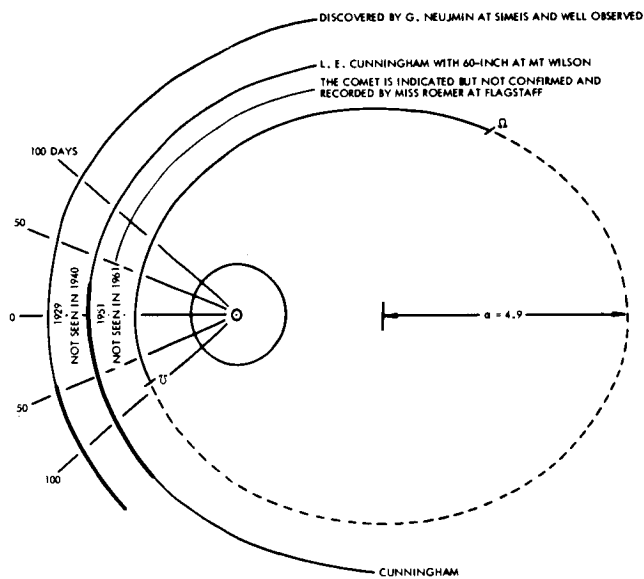 DISCOVERED BY G. NEUJMIN AT SIMEIS AND WELL OBSERVED
L. E. CUNNINGHAM WITH 60-INCH AT MT WILSON
THE COMET IS INDICATED BUT NOT CONFIRMED AND
RECORDED BY MISS ROEMER AT FLAGSTAFF
Ω
100 DAYS
50
0
1929
NOT SEEN IN 1940
1951
NOT SEEN IN 1961
α = 4.9
℧
50
100
CUNNINGHAM